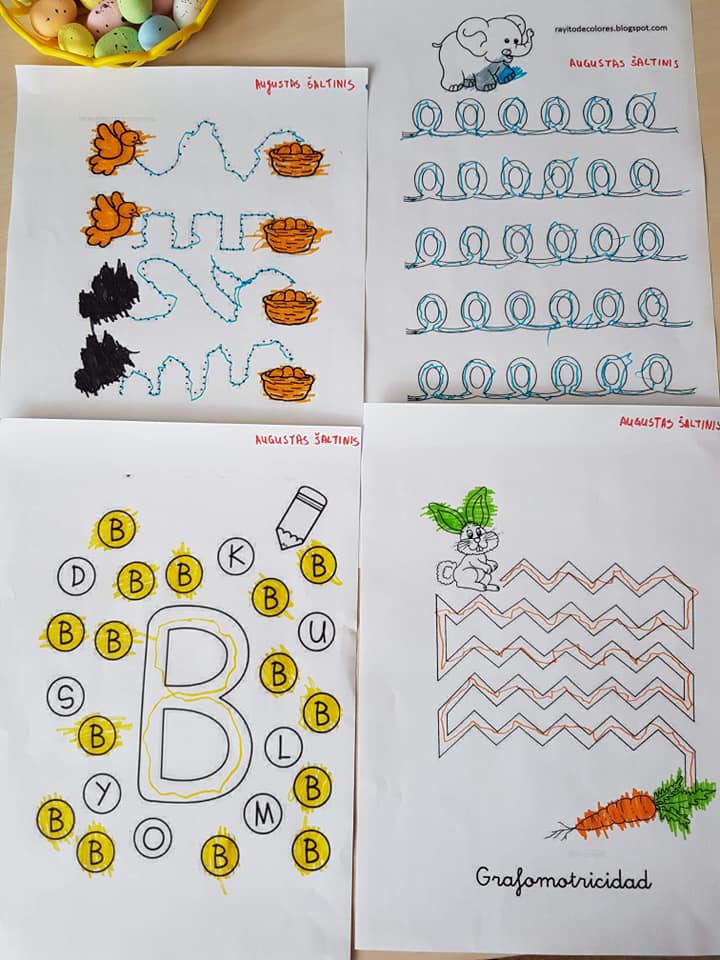 AUGUSTAS ŠALTINIS
rayitodecolores.blogspot.com
AUGUSTAS ŠALTINIS
AUGUSTAS ŠALTINIS
B
K B
D B B B
B B U
B B
S B
B L
Y B
B O M
B B B
AUGUSTAS ŠALTINIS
Grafomotricidad